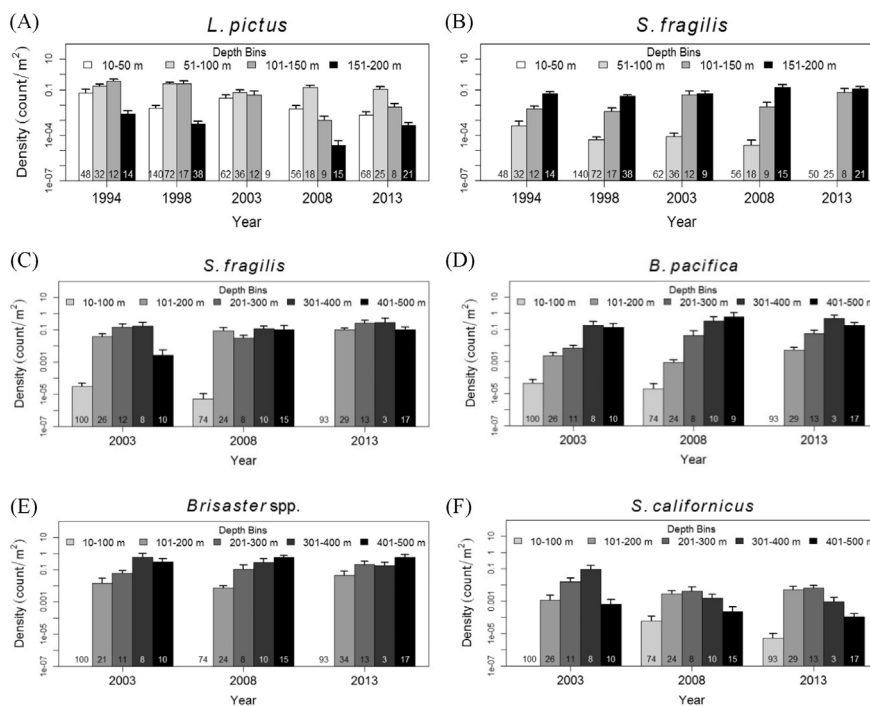 (A)
L. pictus
Depth Bins
10-50 m 51-100 m 101-150 m 151-200 m
Density (count/m²)
10
0.1
1e-04
1e-07
48 32 12 14 140 72 17 38 62 36 12 9 56 18 9 15 68 25 8 21
1994 1998 2003 2008 2013
Year
(B)
S. fragilis
Depth Bins
10-50 m 51-100 m 101-150 m 151-200 m
Density (count/m²)
10
0.1
1e-04
1e-07
48 32 12 14 140 72 17 38 62 36 12 9 56 18 9 15 50 25 8 21
1994 1998 2003 2008 2013
Year
(C)
S. fragilis
Depth Bins
10-100 m 101-200 m 201-300 m 301-400 m 401-500 m
Density (count/m²)
10
0.1
0.001
1e-05
1e-07
100 26 12 8 10 74 24 8 10 15 93 29 13 3 17
2003 2008 2013
Year
(D)
B. pacifica
Depth Bins
10-100 m 101-200 m 201-300 m 301-400 m 401-500 m
Density (count/m²)
10
0.1
0.001
1e-05
1e-07
100 26 11 8 10 74 24 8 10 9 93 29 13 3 17
2003 2008 2013
Year
(E)
Brisaster spp.
Depth Bins
10-100 m 101-200 m 201-300 m 301-400 m 401-500 m
Density (count/m²)
10
0.1
0.001
1e-05
1e-07
100 21 11 8 10 74 24 8 10 15 93 34 13 3 17
2003 2008 2013
Year
(F)
S. californicus
Depth Bins
10-100 m 101-200 m 201-300 m 301-400 m 401-500 m
Density (count/m²)
10
0.1
0.001
1e-05
1e-07
100 26 11 8 10 74 24 8 10 15 93 29 13 3 17
2003 2008 2013
Year